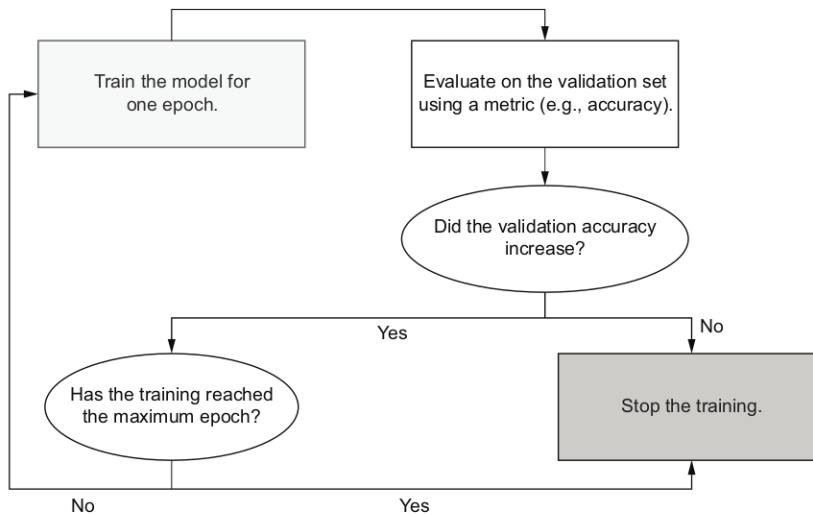 Train the model for
one epoch.
Evaluate on the validation set
using a metric (e.g., accuracy).
Did the validation accuracy
increase?
Yes
No
Has the training reached
the maximum epoch?
Stop the training.
No
Yes